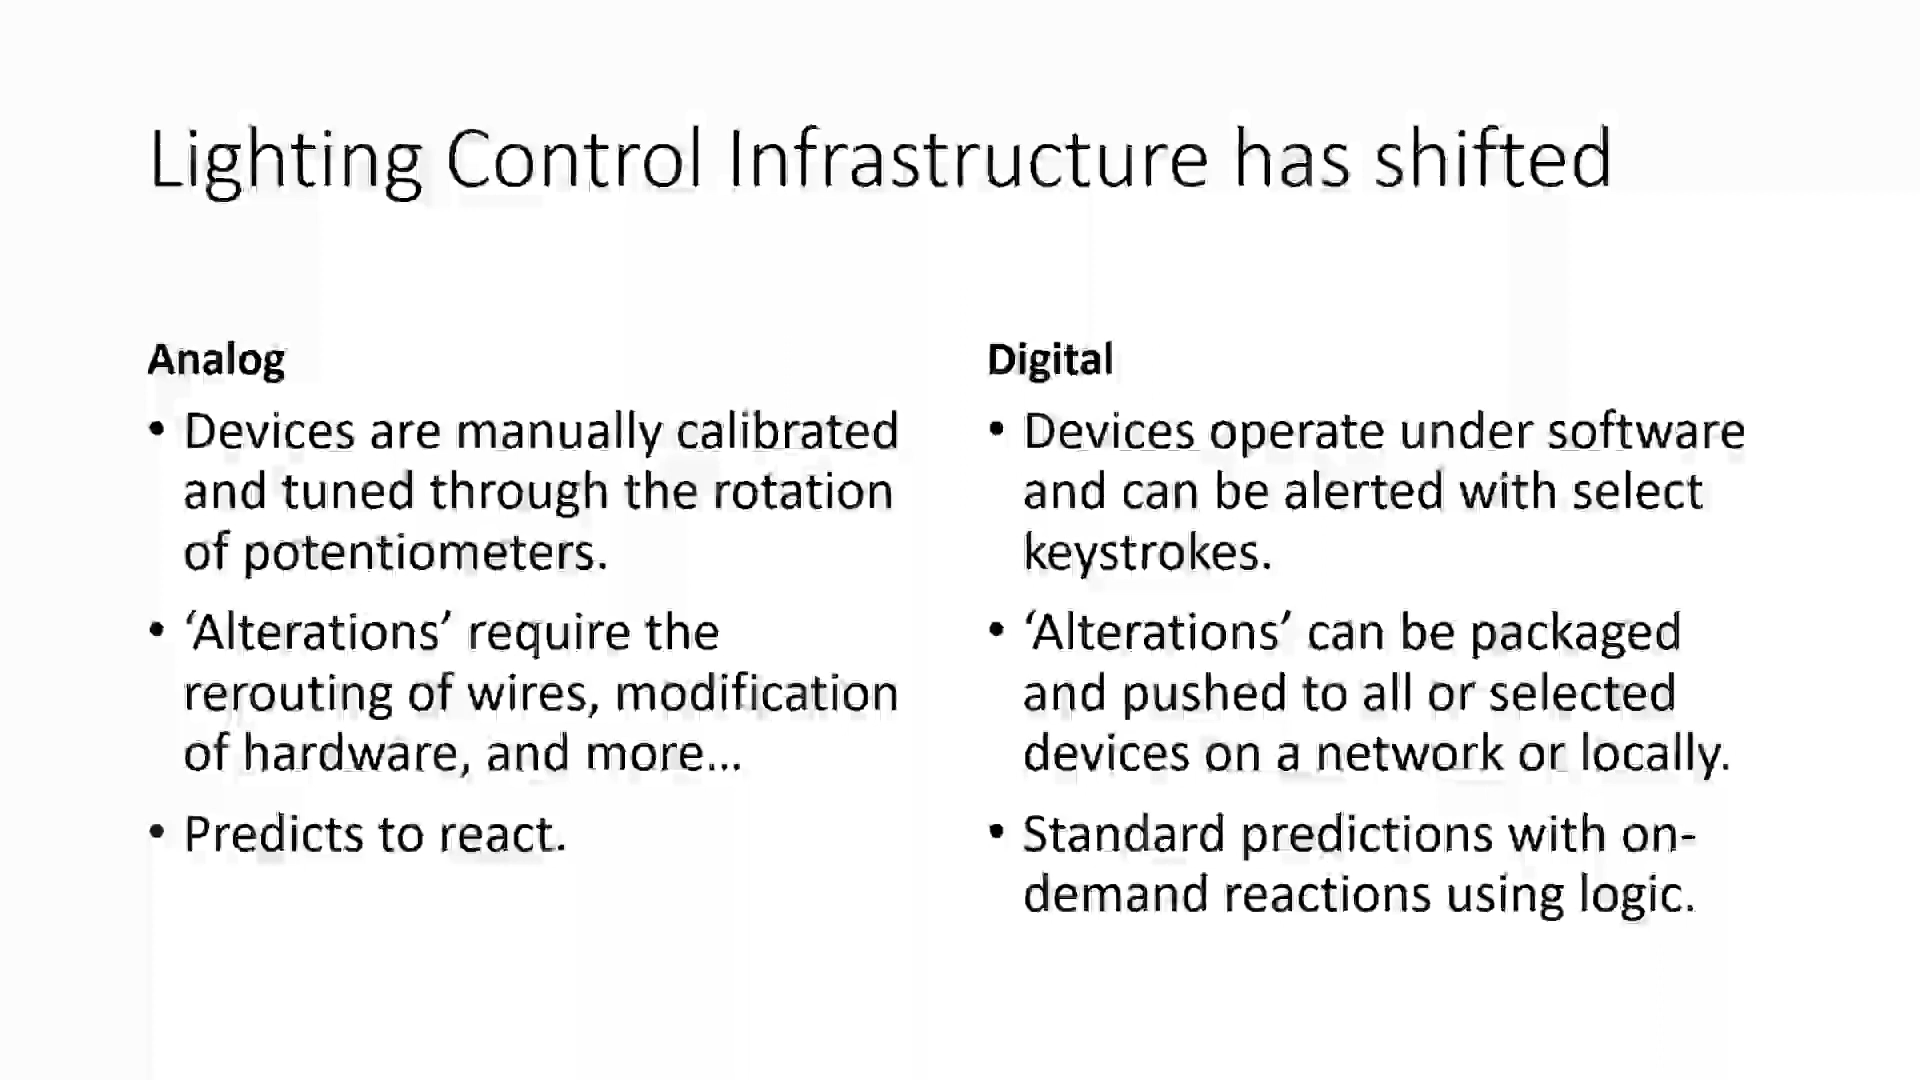 Lighting Control Infrastructure has shifted
Analog
• Devices are manually calibrated
and tuned through the rotation
of potentiometers.
• ‘Alterations’ require the
rerouting of wires, modification
of hardware, and more...
• Predicts to react.
Digital
• Devices operate under software
and can be alerted with select
keystrokes.
• ‘Alterations’ can be packaged
and pushed to all or selected
devices on a network or locally.
• Standard predictions with on-
demand reactions using logic.